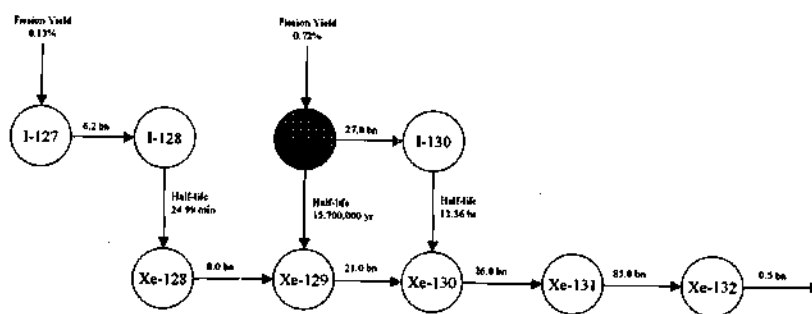 Fission Yield
0.13%
Fission Yield
0.72%
I-127
6.2 bn
I-128
27.0 bn
I-130
Half-life
24.99 min
Half-life
15,700,000 yr
Half-life
12.36 hr
Xe-128
8.0 bn
Xe-129
21.0 bn
Xe-130
26.0 bn
Xe-131
85.0 bn
Xe-132
0.5 bn